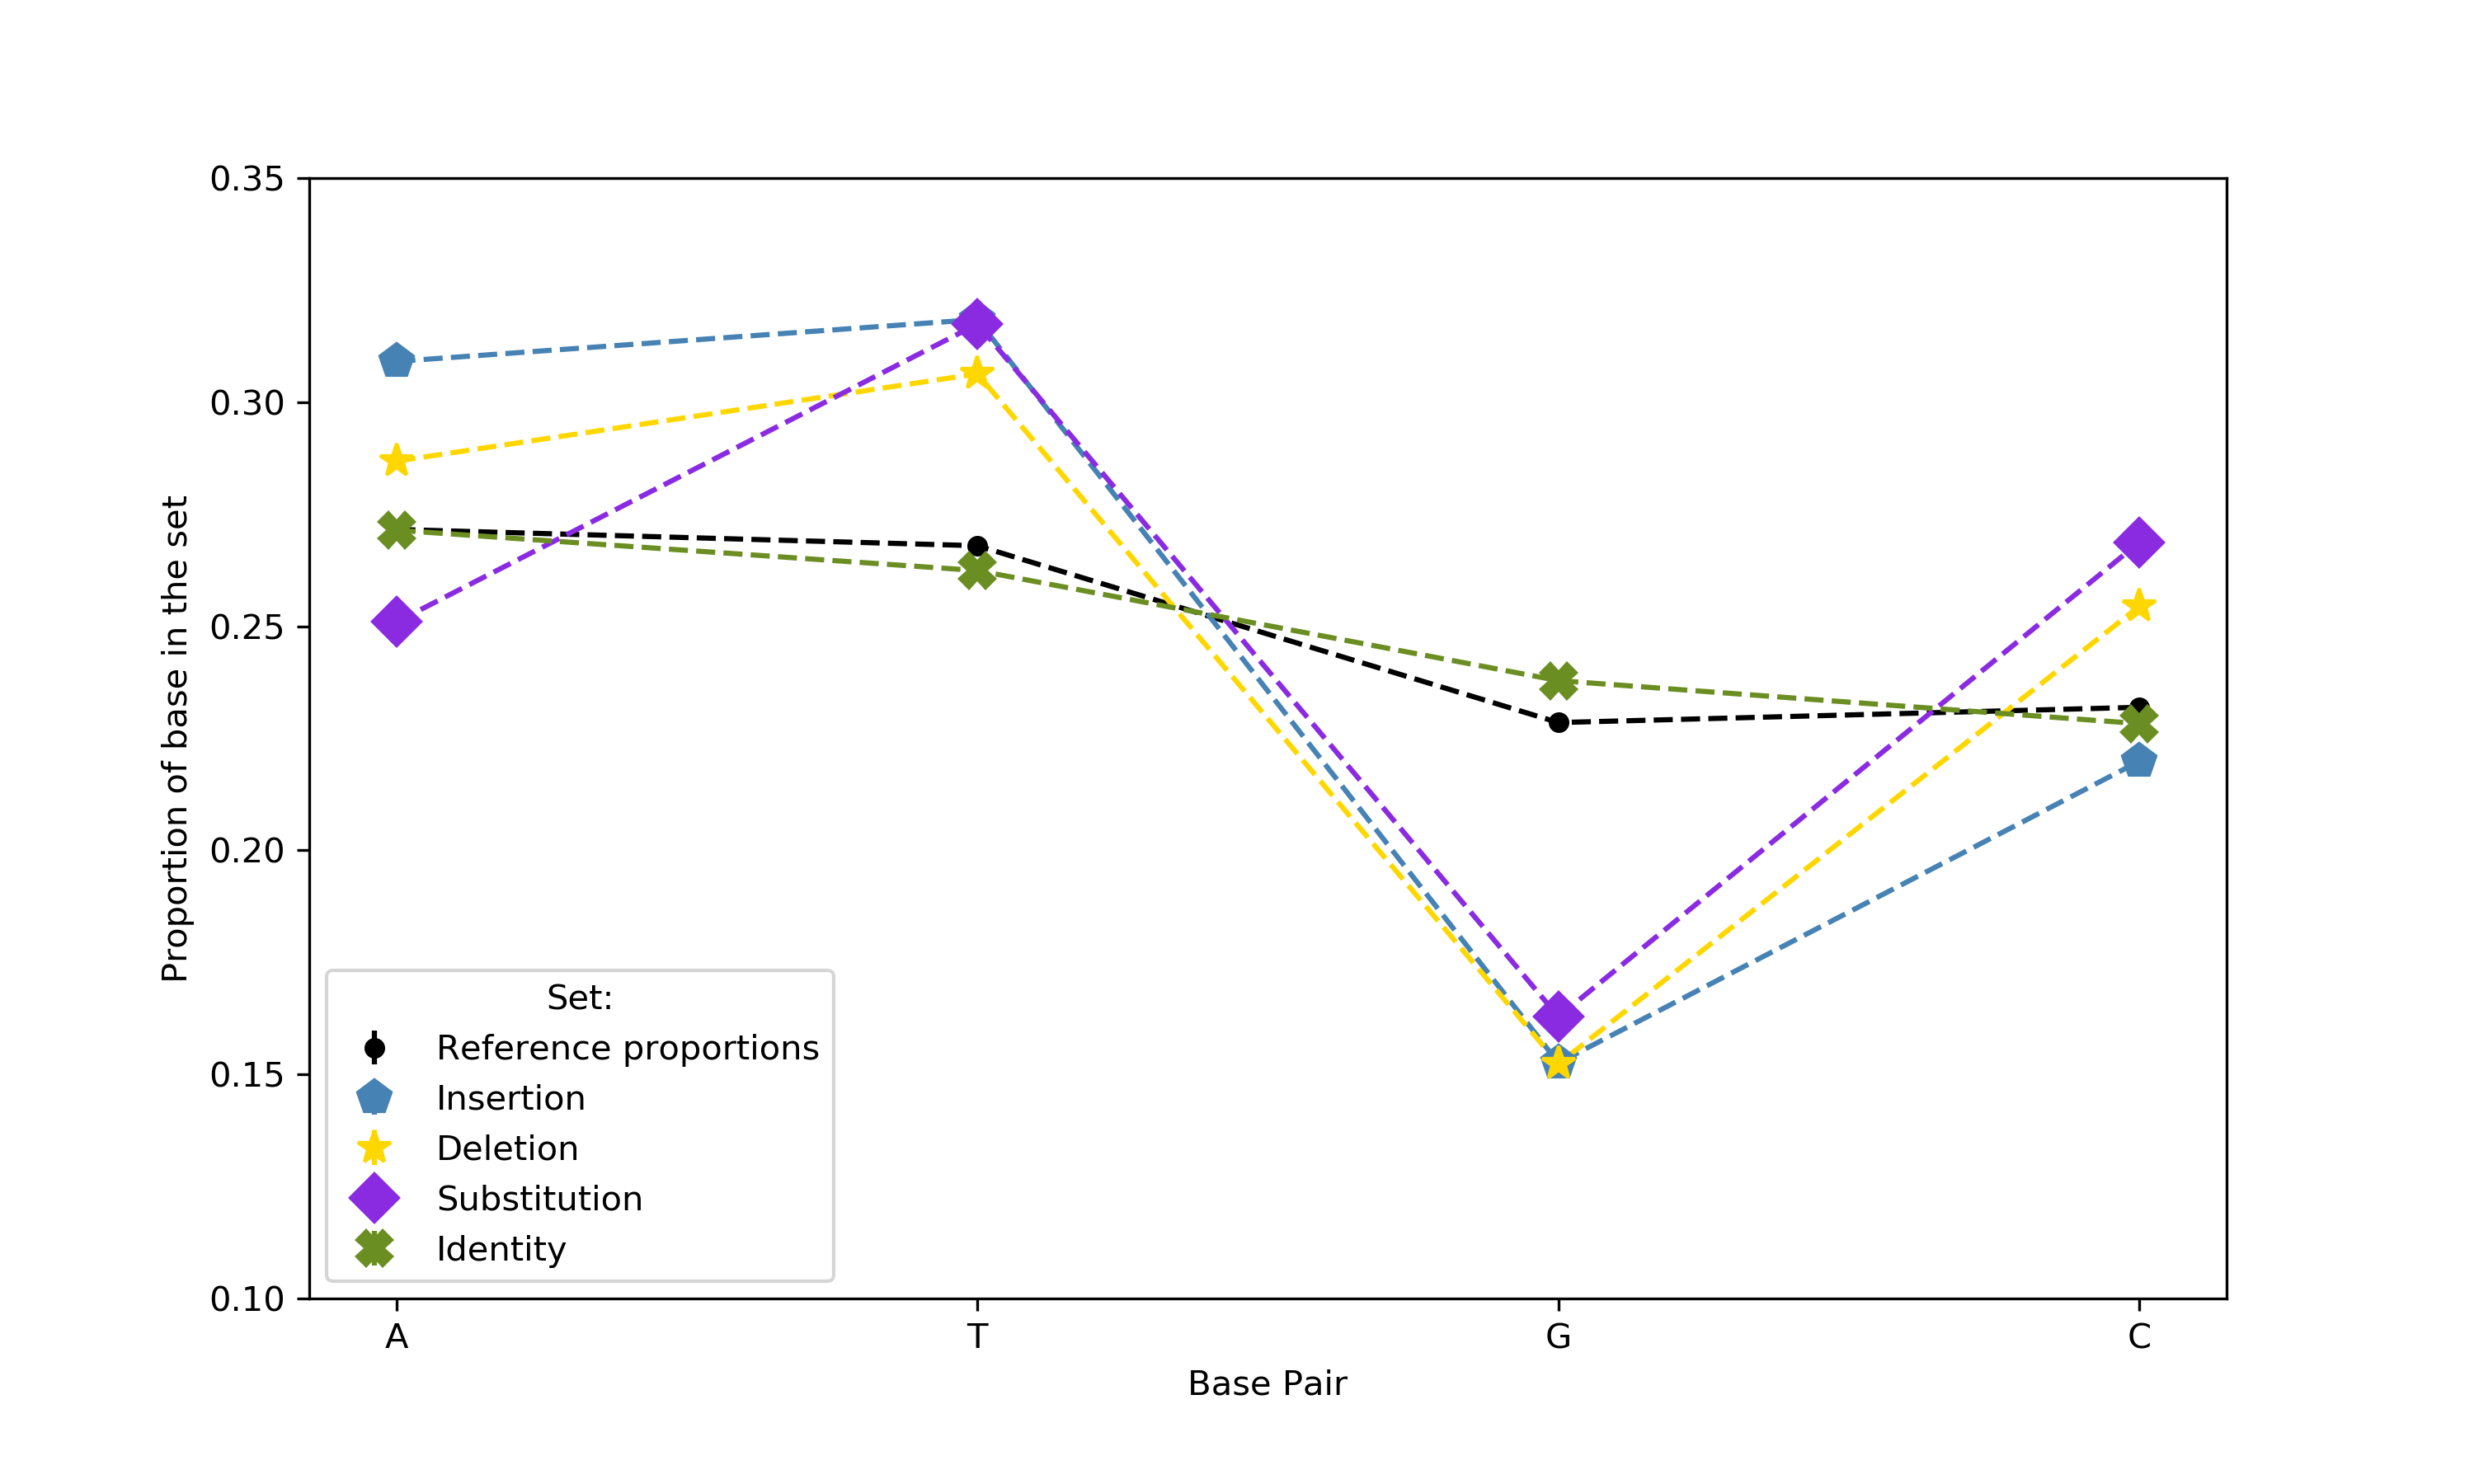 0.35
0.30
0.25
0.20
0.15
0.10
Proportion of base in the set
Set:
Reference proportions
Insertion
Deletion
Substitution
Identity
A T G C
Base Pair